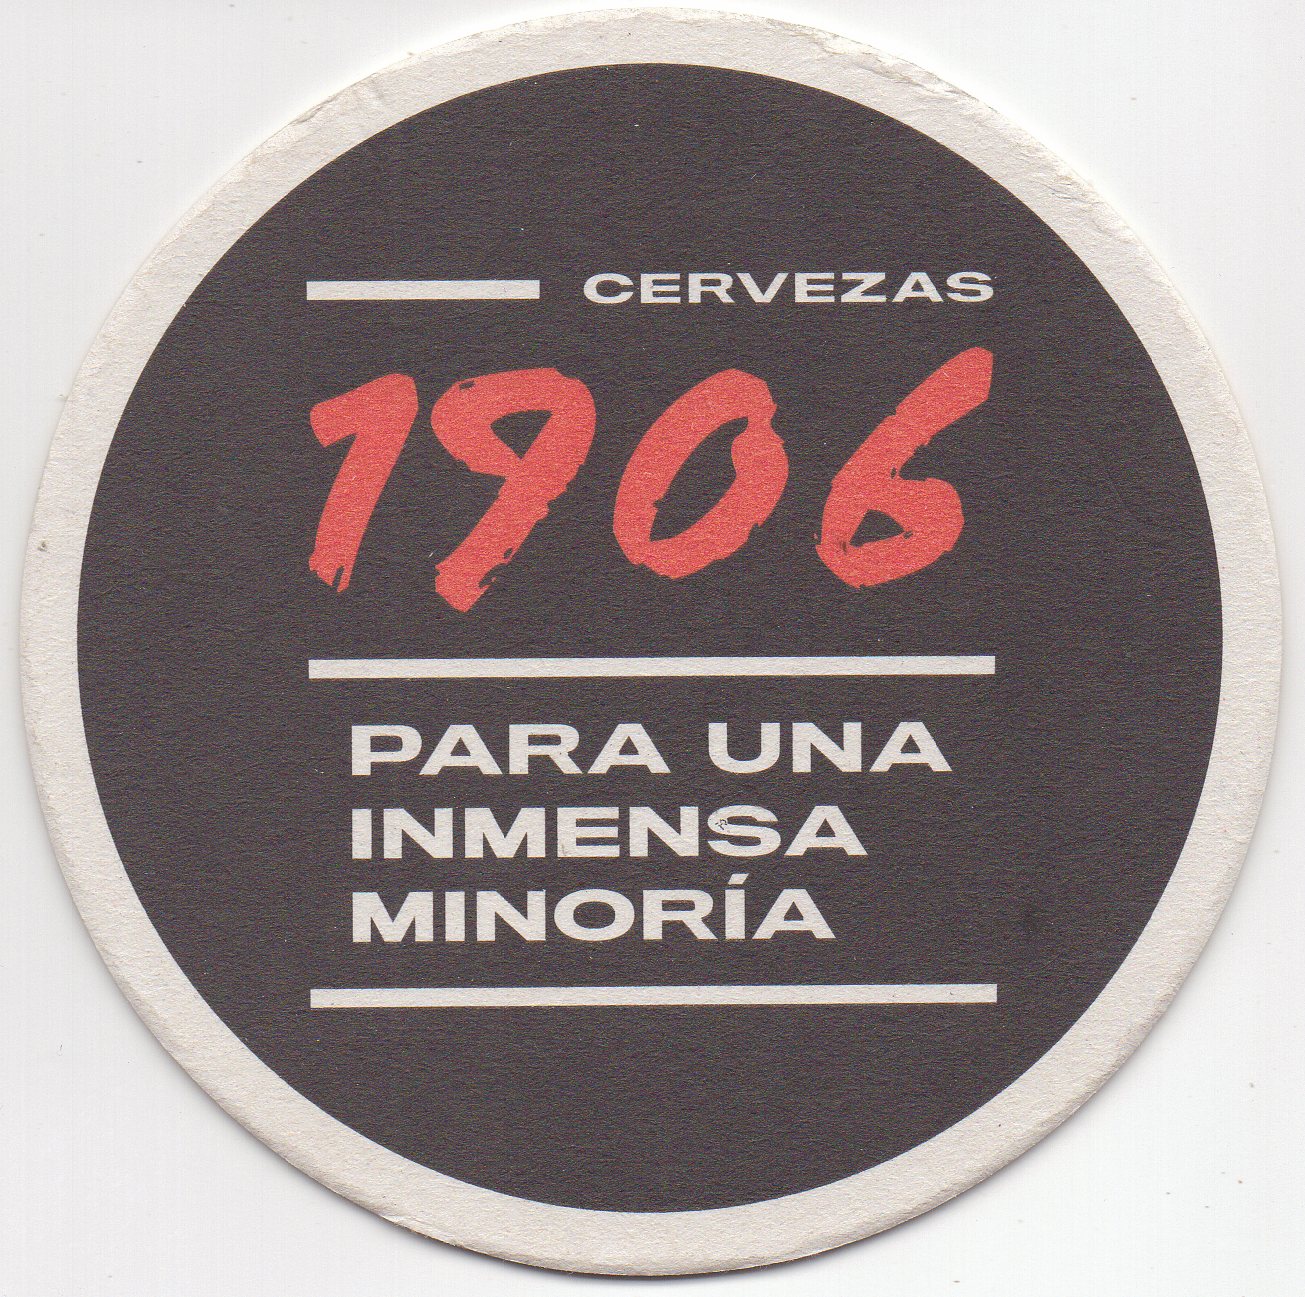 CERVEZAS
1906
PARA UNA
INMENSA
MINORÍA